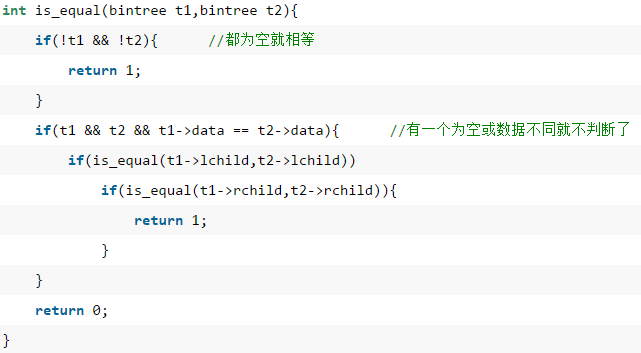 int is_equal(bintree t1,bintree t2){
    if(!t1 && !t2){      //都为空就相等
        return 1;
    }
    if(t1 && t2 && t1->data == t2->data){      //有一个为空或数据不同就不判断了
        if(is_equal(t1->lchild,t2->lchild))
            if(is_equal(t1->rchild,t2->rchild)){
                return 1;
            }
    }
    return 0;
}